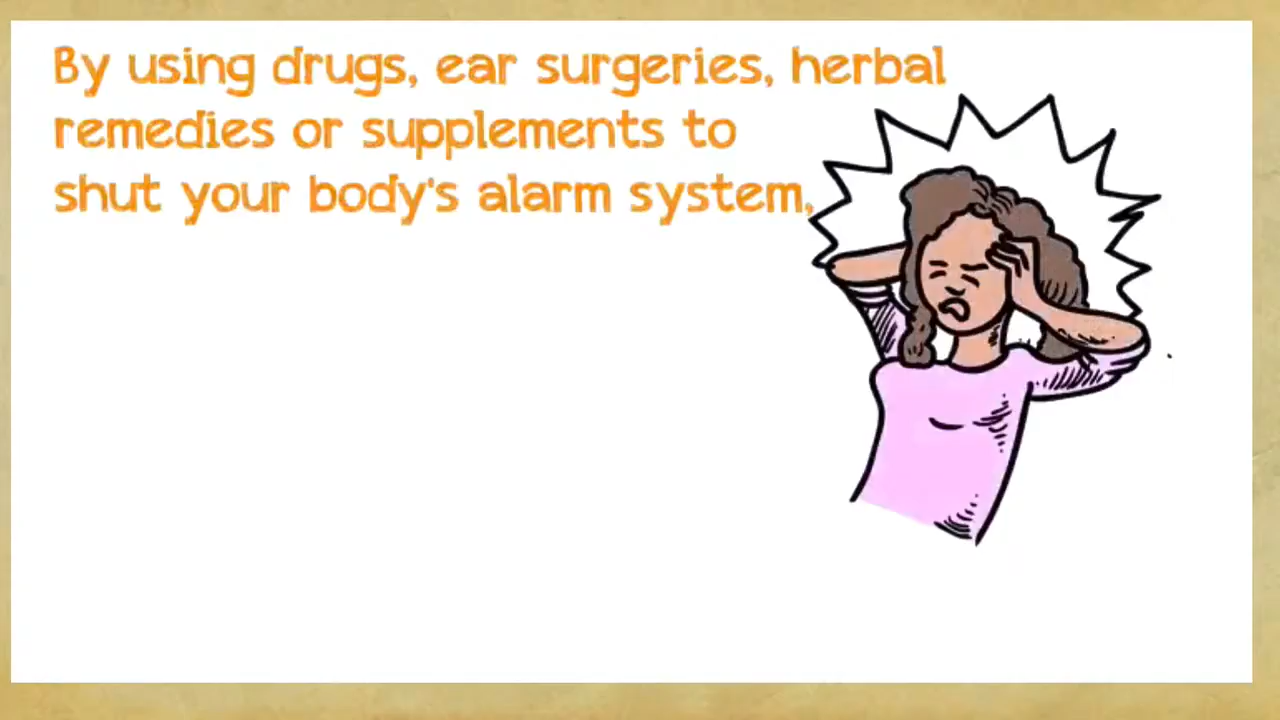 By using drugs, ear surgeries, herbal
remedies or supplements to
shut your body's alarm system,